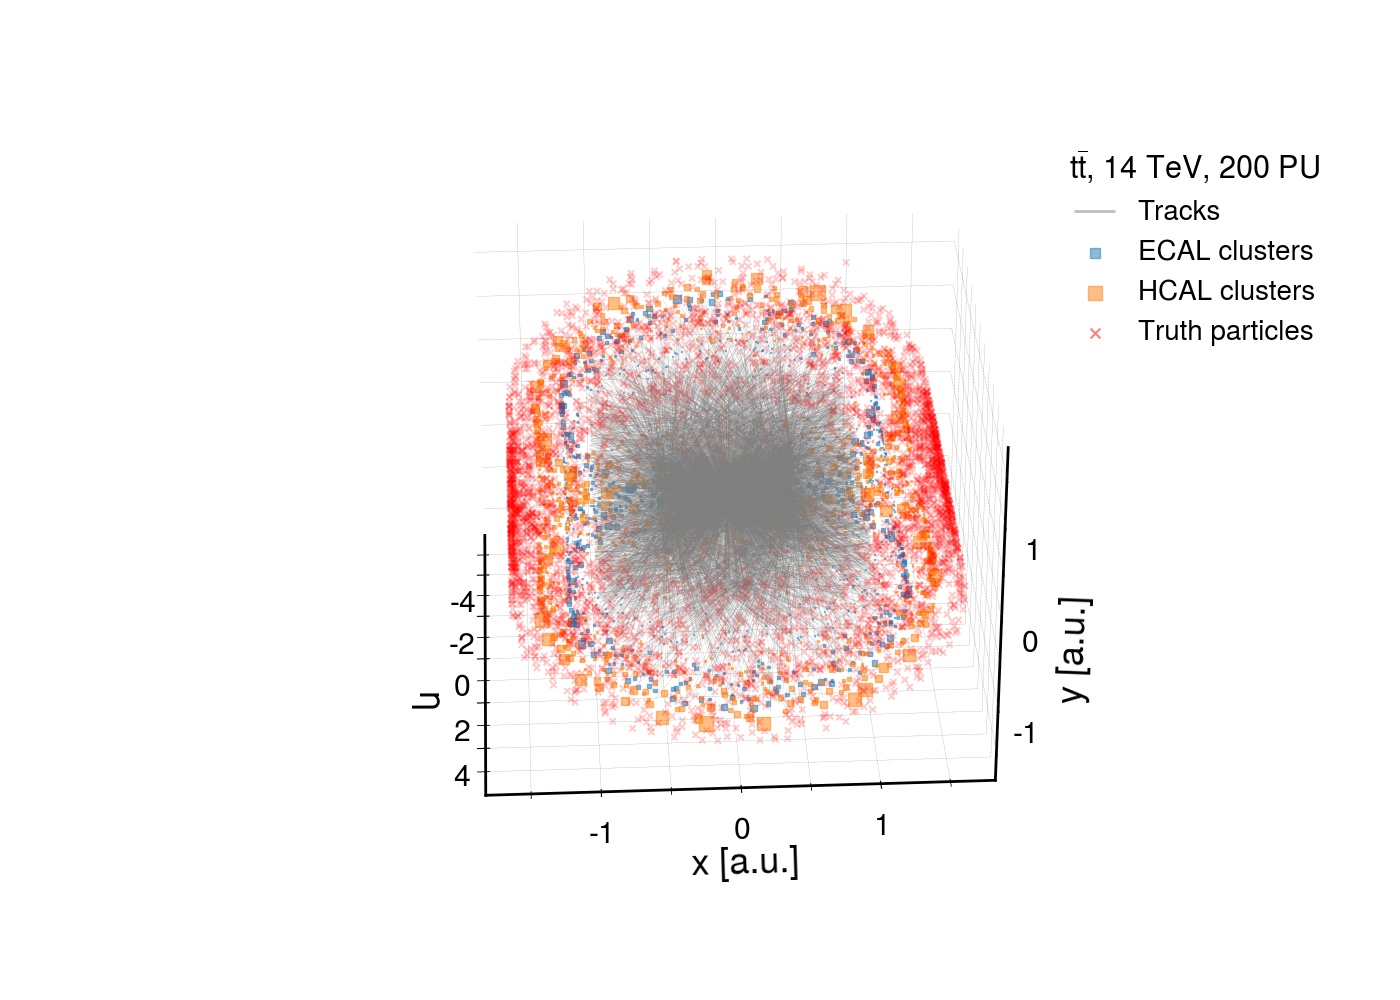 tt̄, 14 TeV, 200 PU
Tracks
ECAL clusters
HCAL clusters
Truth particles
-4
-2
0
2
4
η
-1
0
1
x [a.u.]
1
0
-1
y [a.u.]